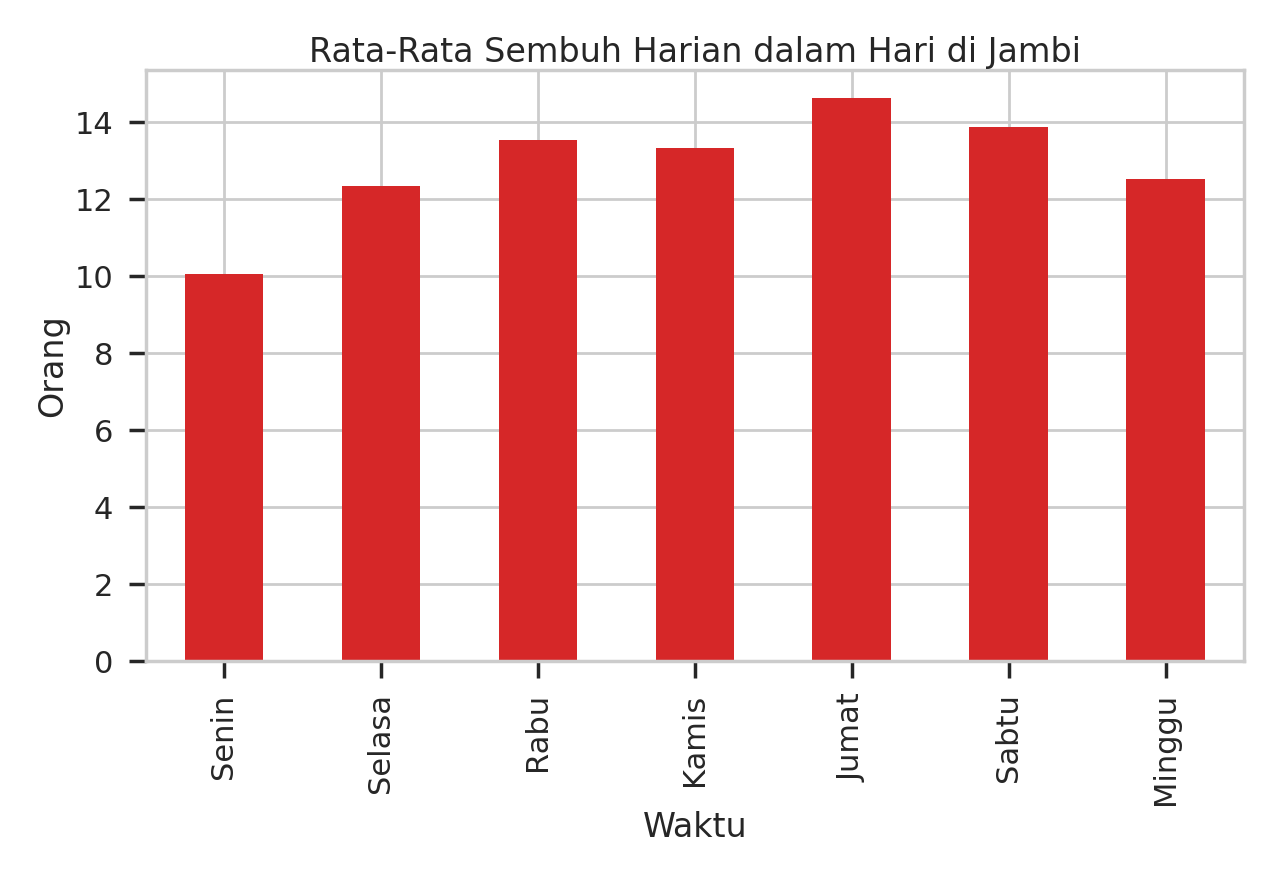 Rata-Rata Sembuh Harian dalam Hari di Jambi
14
12
10
8
6
4
2
0
Orang
Senin
Selasa
Rabu
Kamis
Jumat
Sabtu
Minggu
Waktu